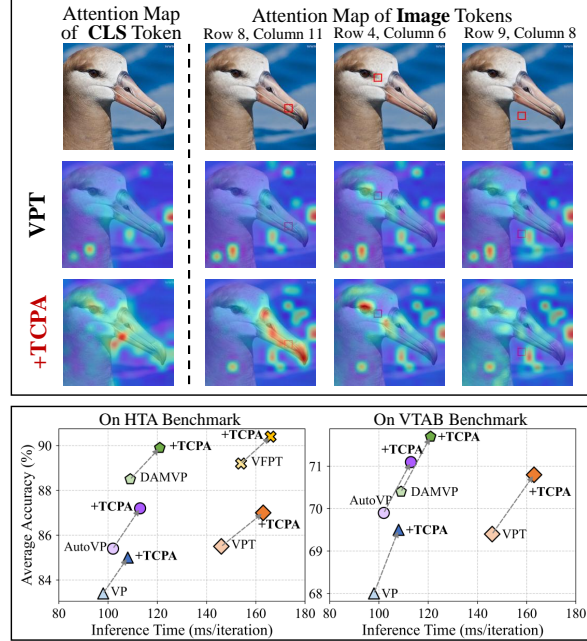 Attention Map
of CLS Token
Attention Map of Image Tokens
Row 8, Column 11
Row 4, Column 6
Row 9, Column 8
VPT
+TCPA
On HTA Benchmark
On VTAB Benchmark
Average Accuracy (%)
90
88
86
84
+TCPA
+TCPA
VFPT
DAMVP
+TCPA
AutoVP
+TCPA
VPT
+TCPA
VP
80
100
120
140
160
180
Inference Time (ms/iteration)
71
70
69
68
+TCPA
+TCPA
DAMVP
AutoVP
+TCPA
+TCPA
VPT
VP
80
100
120
140
160
180
Inference Time (ms/iteration)